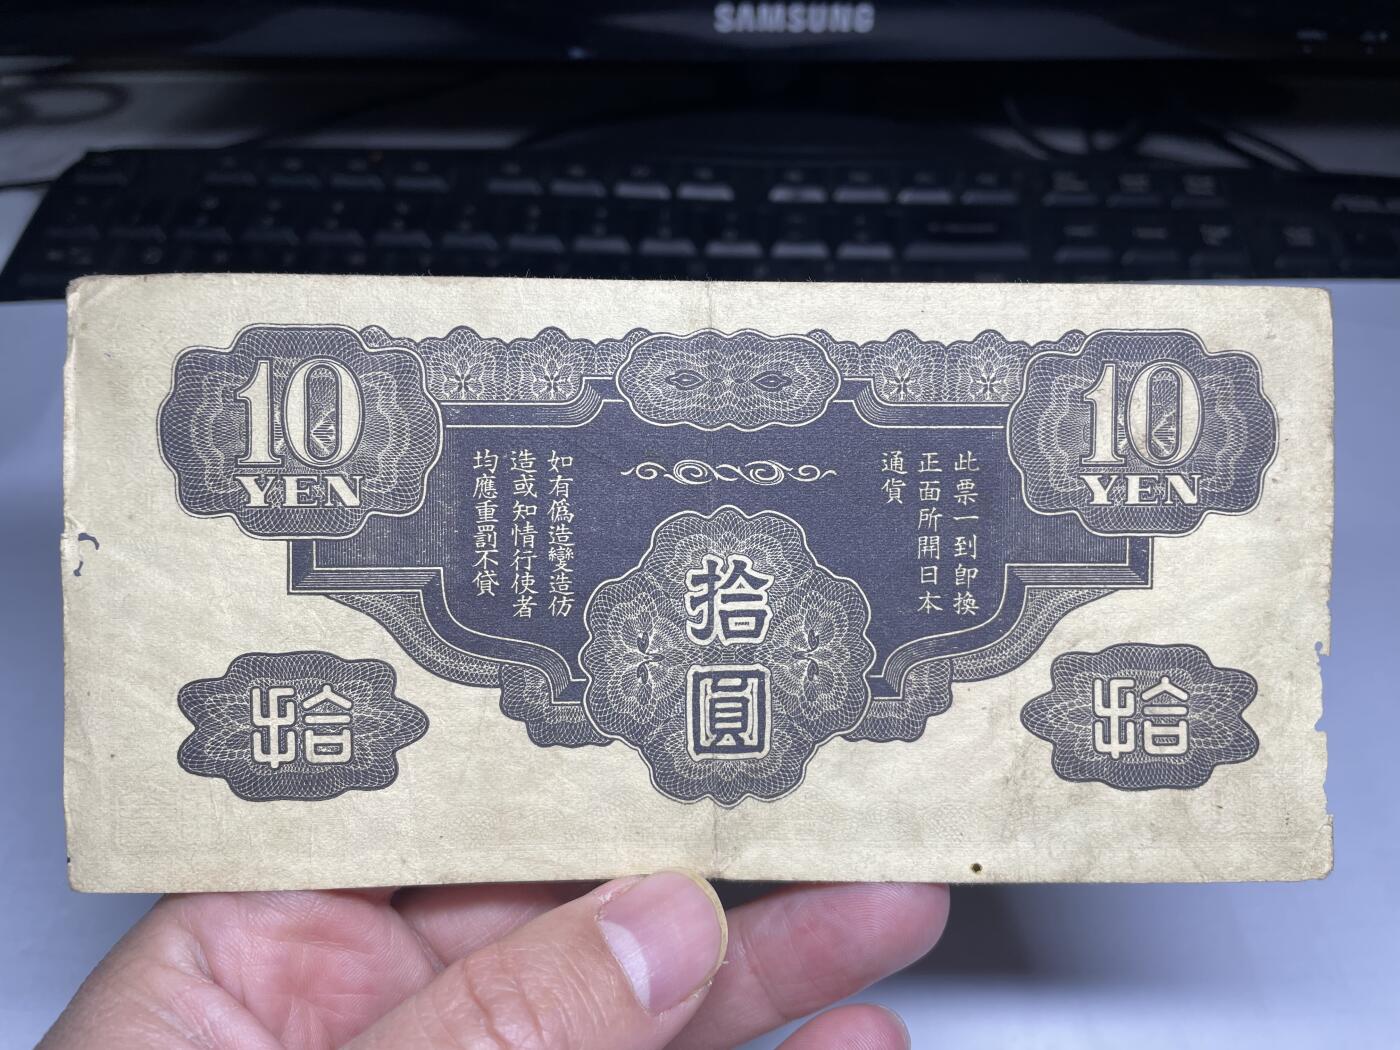 SAMSUNG
10
YEN
10
YEN
此票一到卽換
正面所開日本
通貨
如有僞造變造仿
造或知情行使者
均應重罰不貸
拾圓
拾
拾